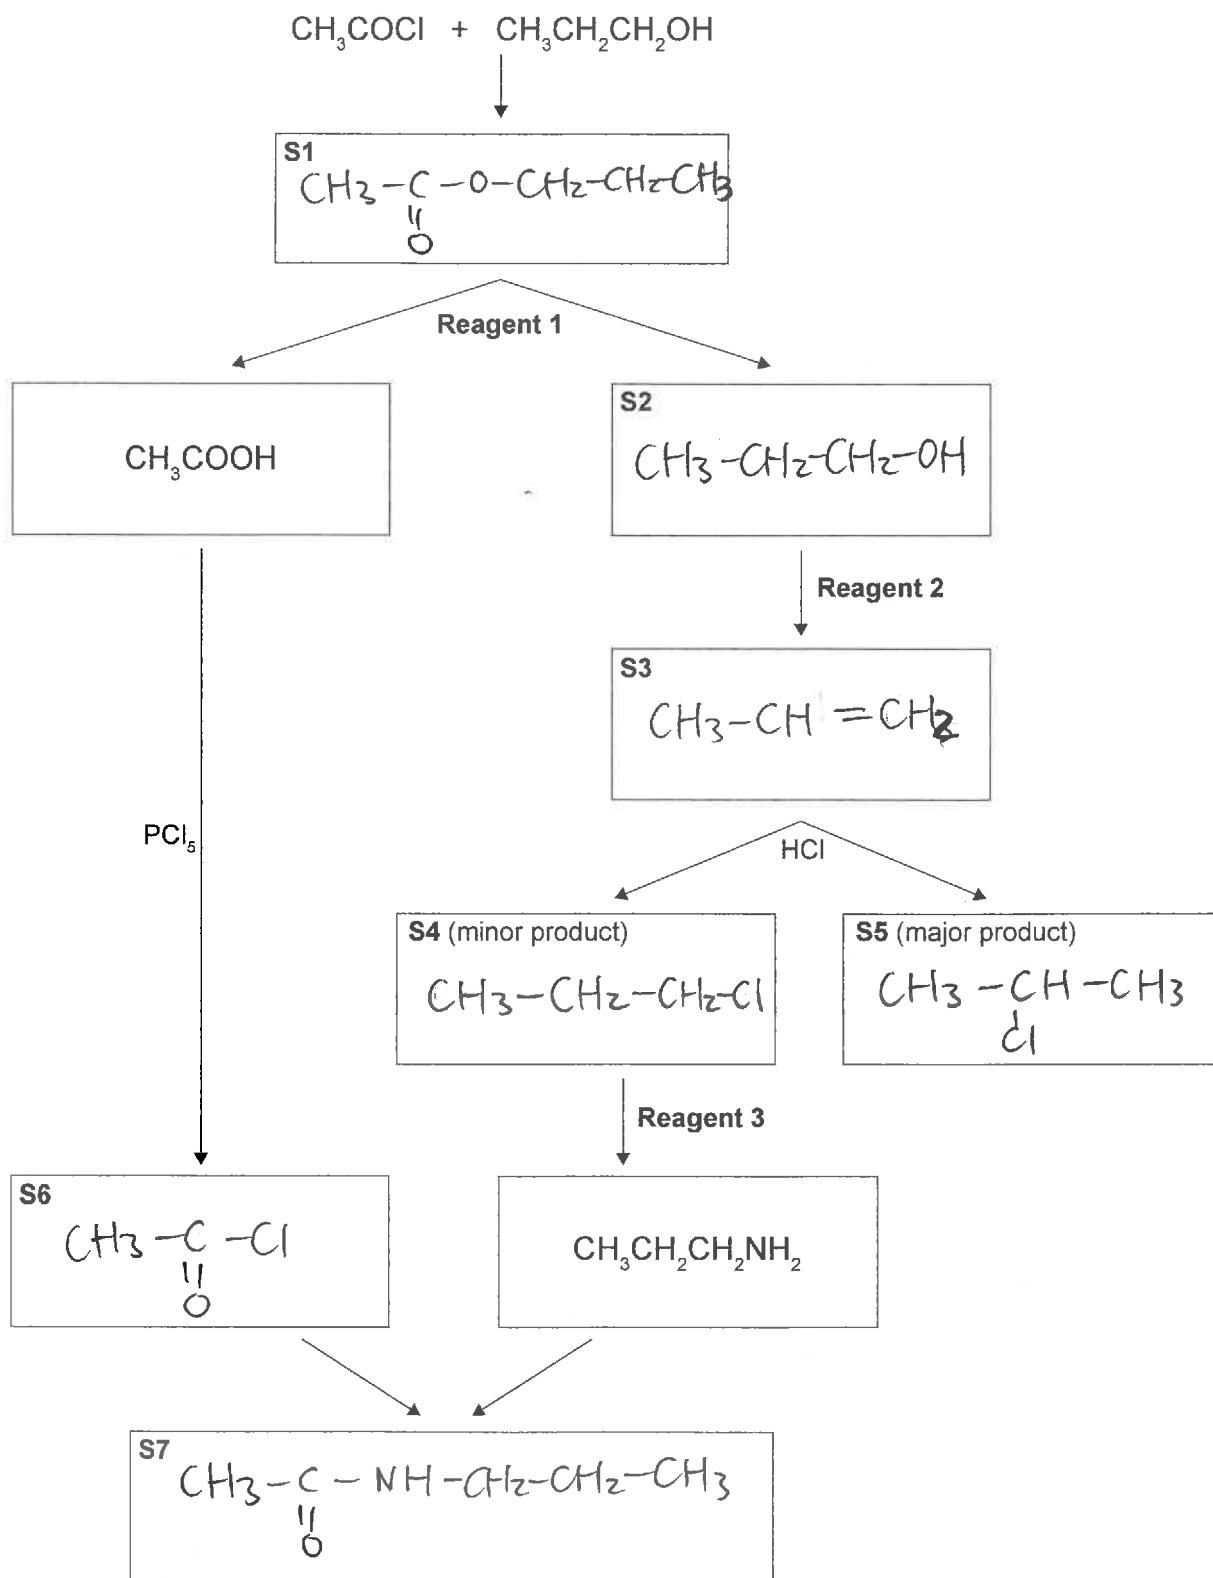 CH₃COCl + CH₃CH₂CH₂OH
S1
CH₃-C-O-CH₂-CH₂-CH₃
O
Reagent 1
CH₃COOH
S2
CH₃-CH₂-CH₂-OH
Reagent 2
S3
CH₃-CH=CH₂
PCl₅
HCl
S4 (minor product)
CH₃-CH₂-CH₂-Cl
S5 (major product)
CH₃-CH-CH₃
Cl
Reagent 3
S6
CH₃-C-Cl
O
CH₃CH₂CH₂NH₂
S7
CH₃-C-NH-CH₂-CH₂-CH₃
O